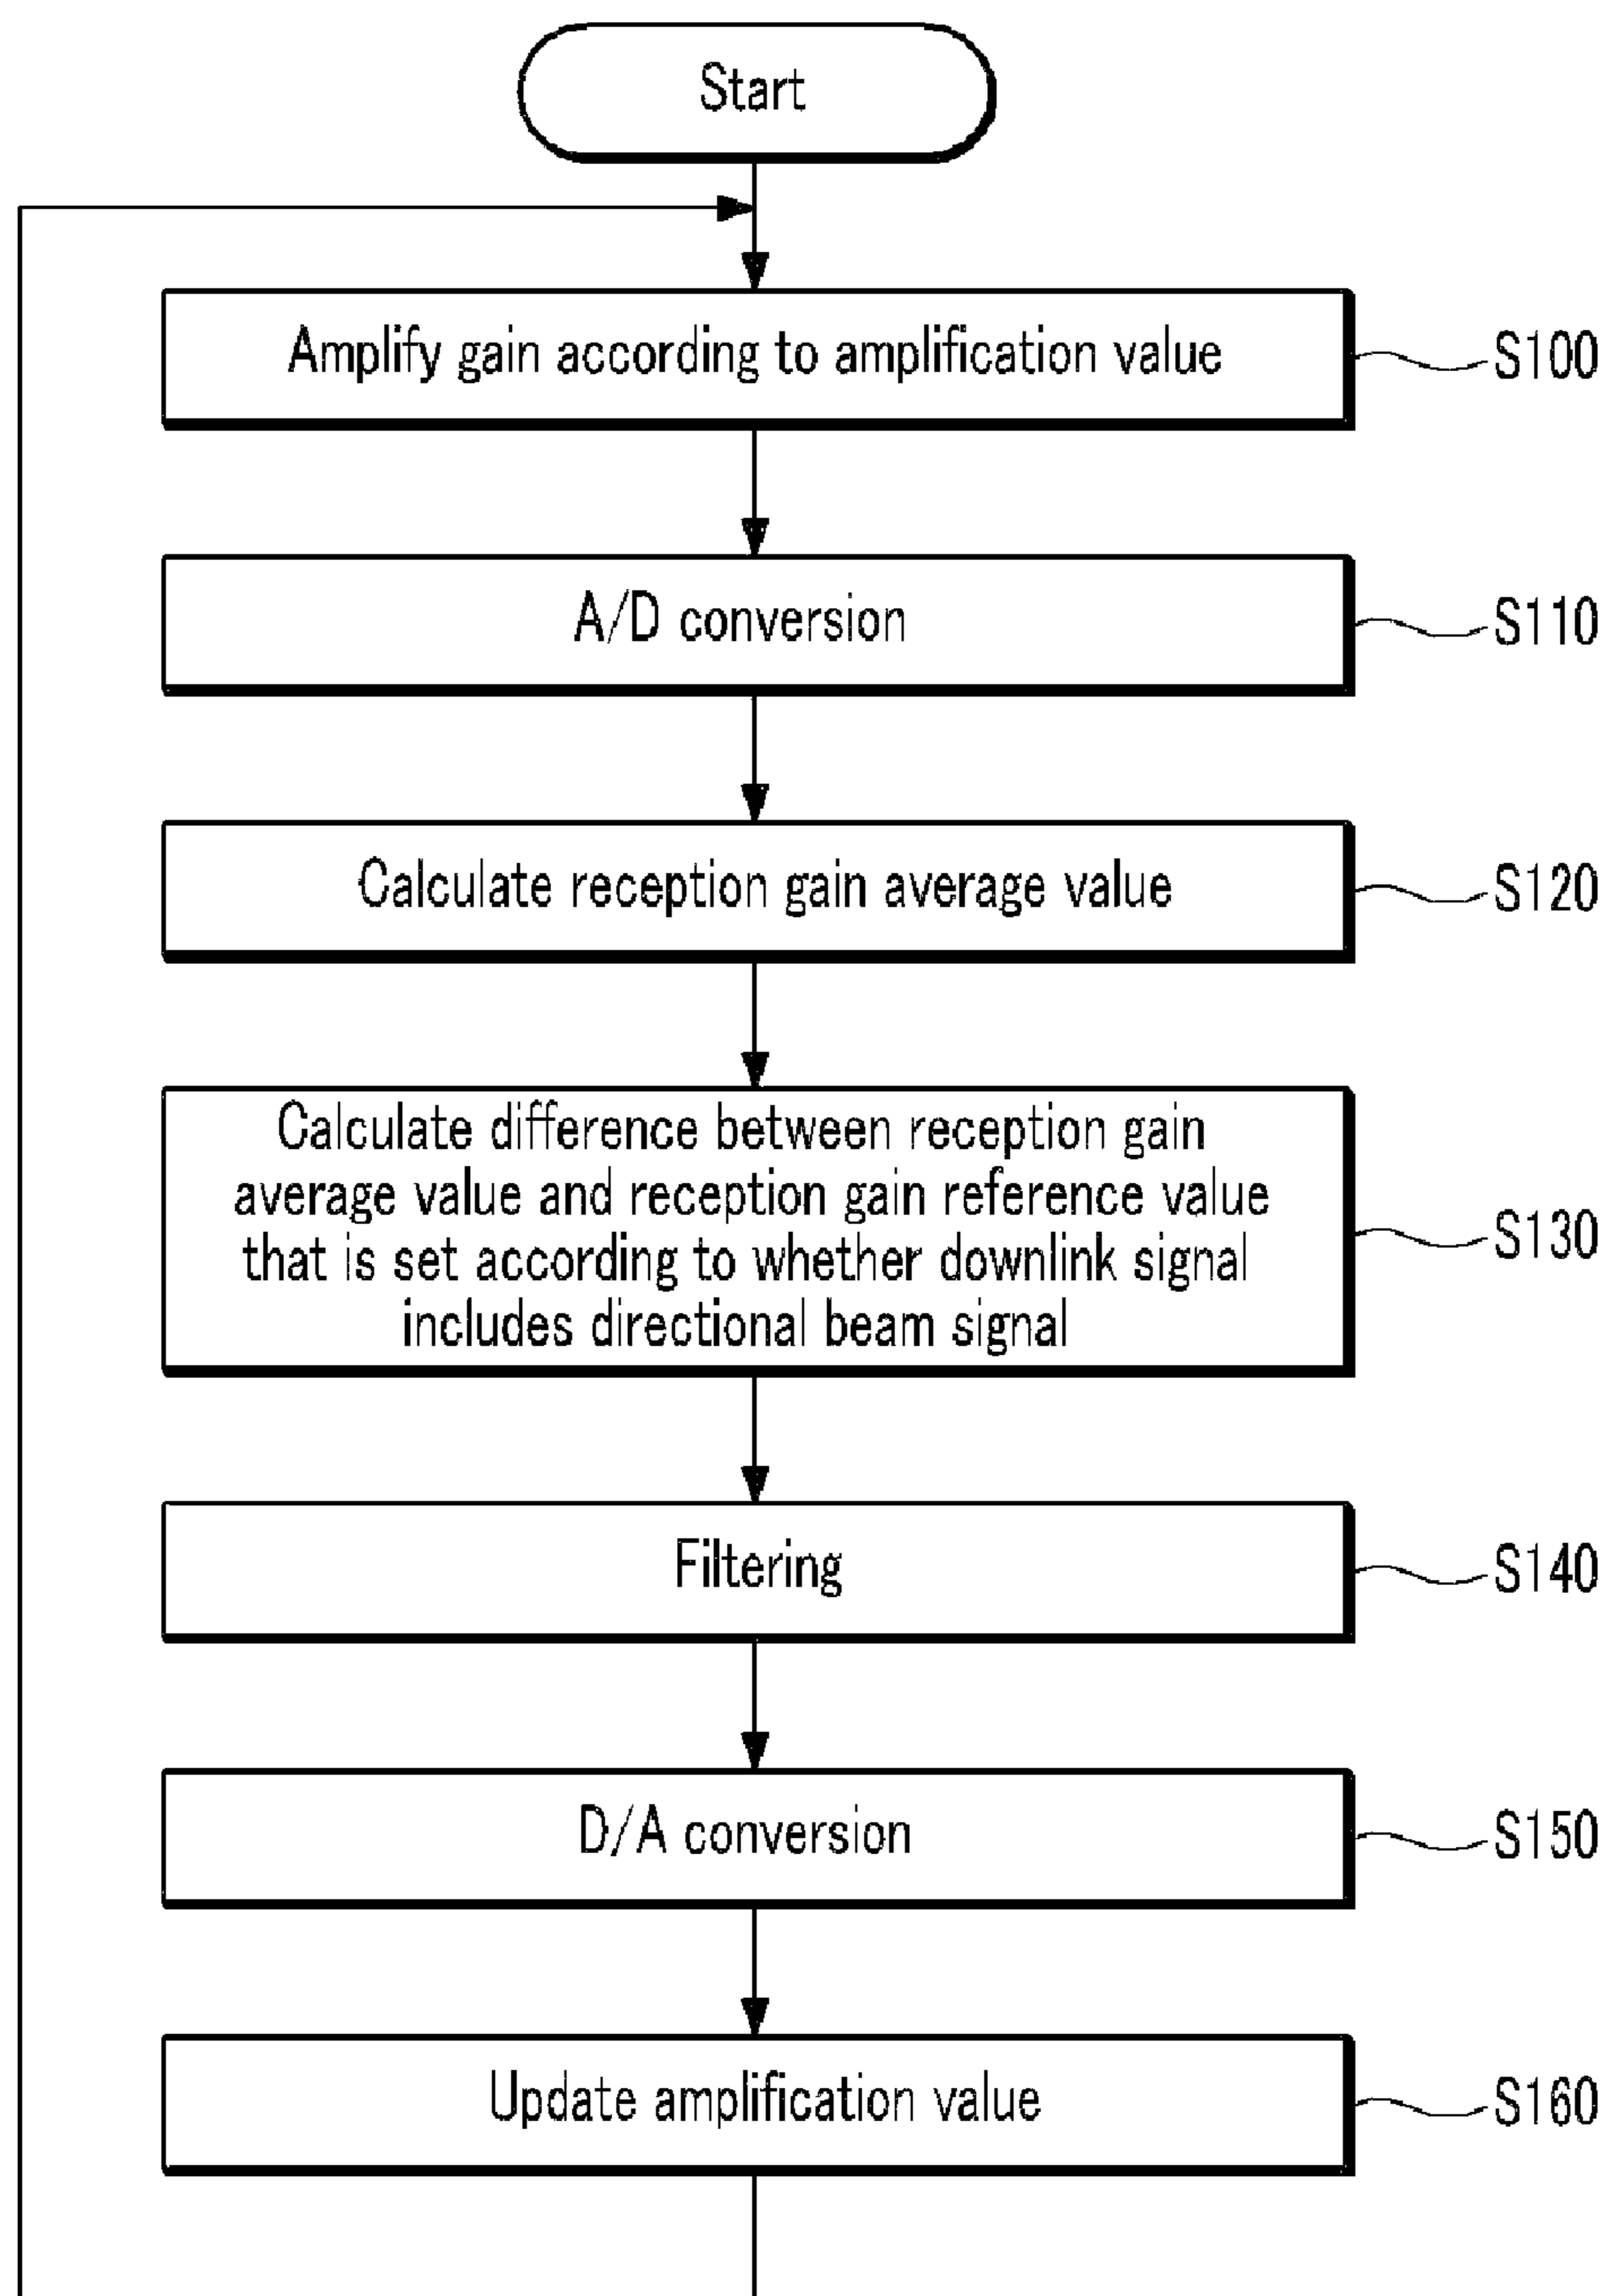 Start
Amplify gain according to amplification value
S100
A/D conversion
S110
Calculate reception gain average value
S120
Calculate difference between reception gain
average value and reception gain reference value
that is set according to whether downlink signal
includes directional beam signal
S130
Filtering
S140
D/A conversion
S150
Update amplification value
S160